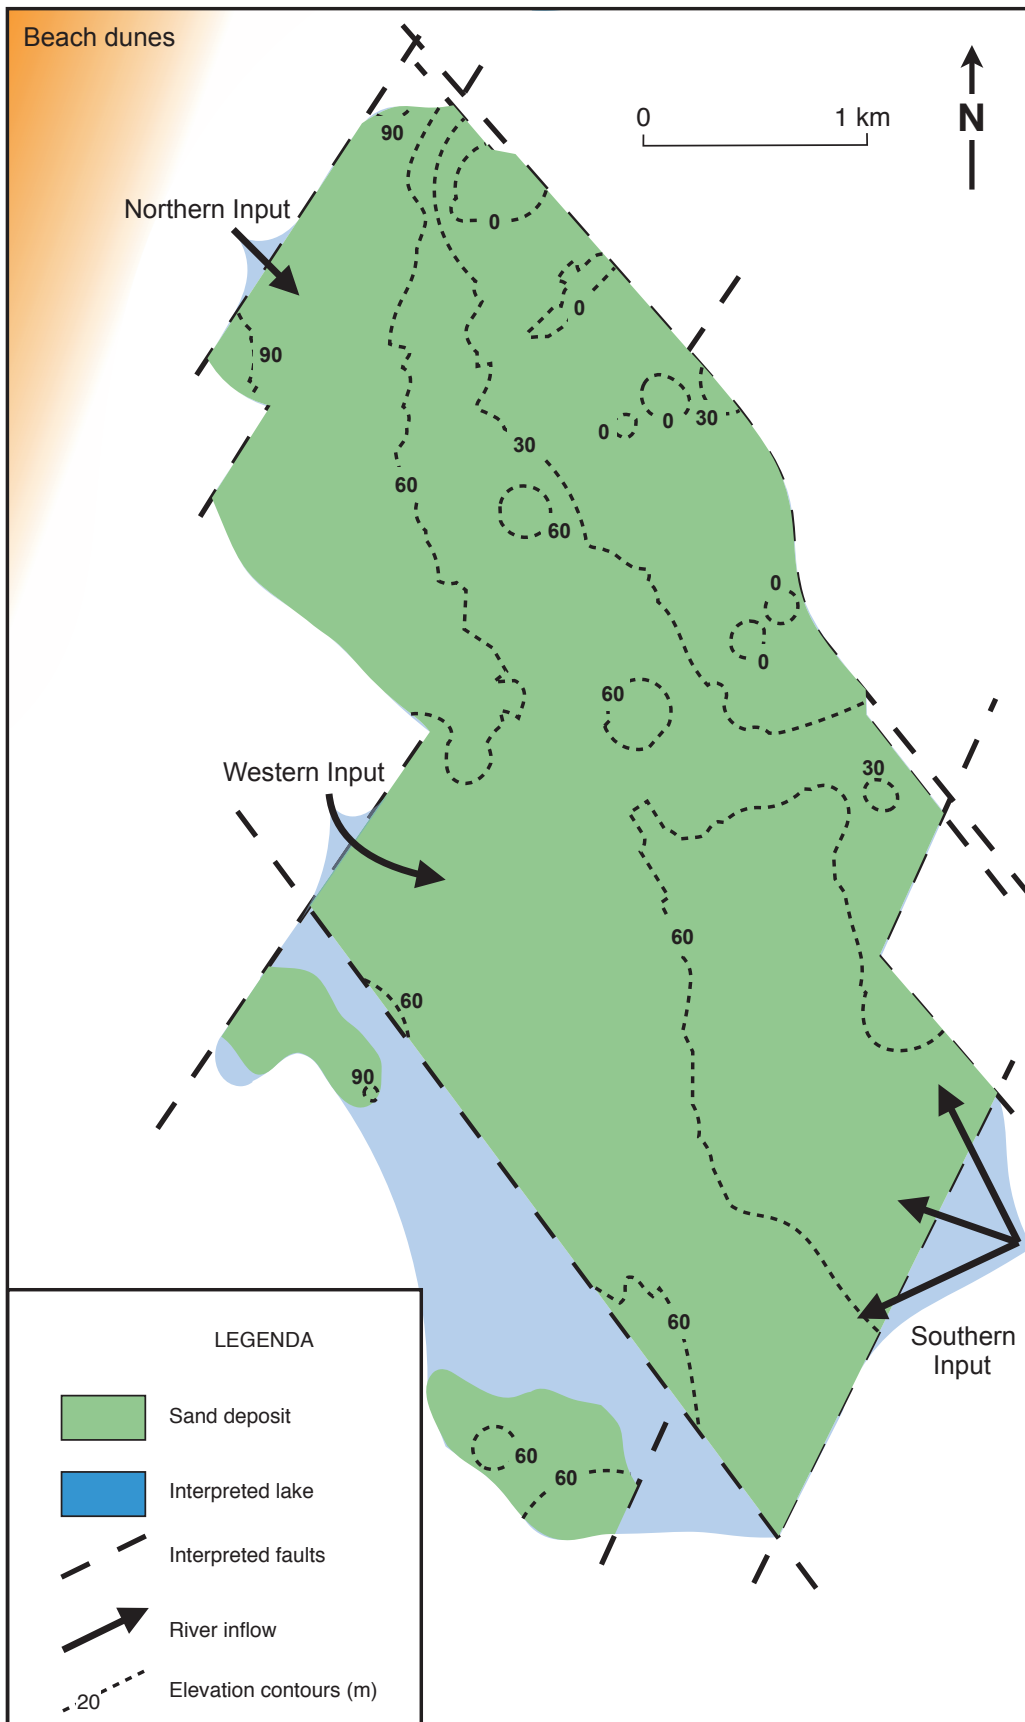 Beach dunes
0 1 km
N
90
Northern Input
0
0
90
0 0 30
30
60
60
0
0
60
Western Input
30
60
60
90
Southern
Input
60
60
60
LEGENDA
Sand deposit
Interpreted lake
Interpreted faults
River inflow
20 Elevation contours (m)